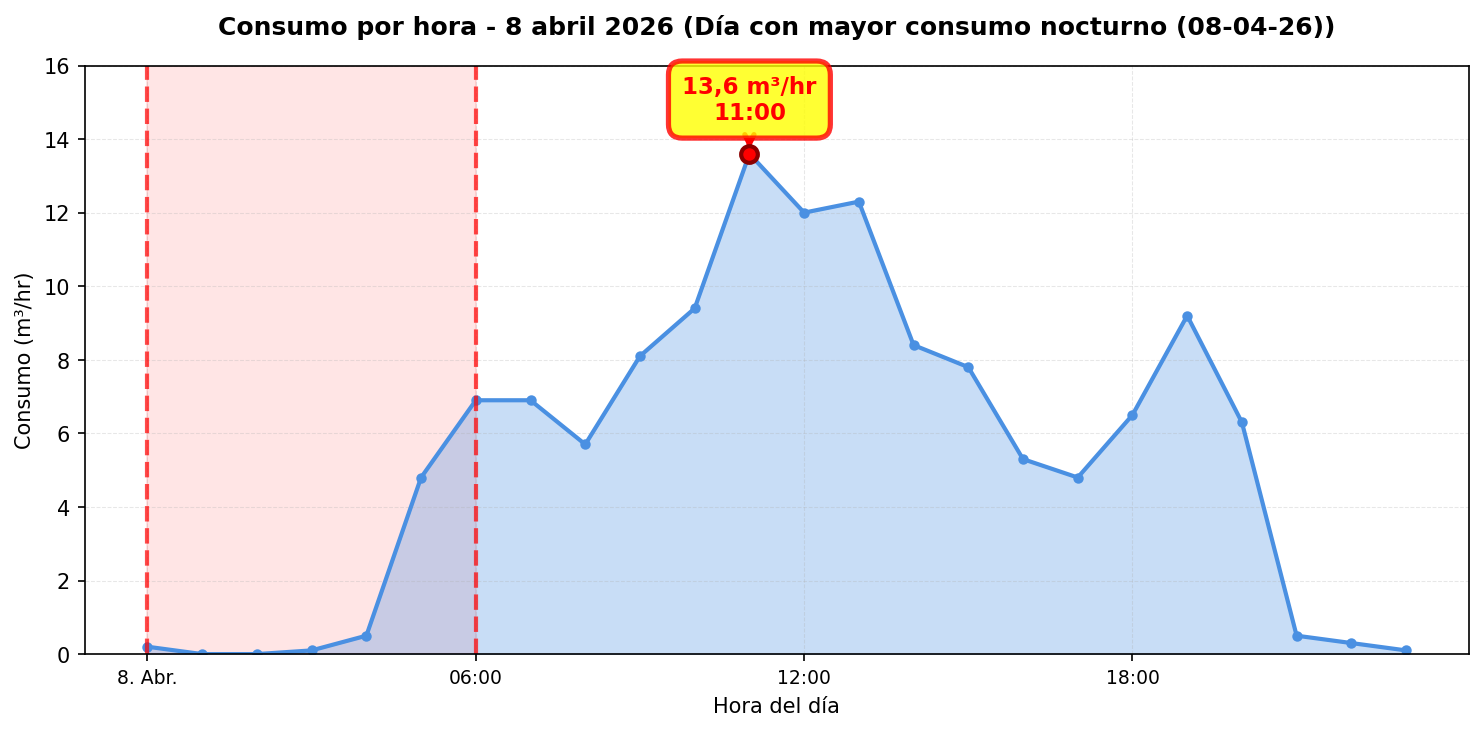 Consumo por hora - 8 abril 2026 (Día con mayor consumo nocturno (08-04-26))
13,6 m³/hr
11:00
Consumo (m³/hr)
16
14
12
10
8
6
4
2
0
8. Abr.
06:00
12:00
18:00
Hora del día